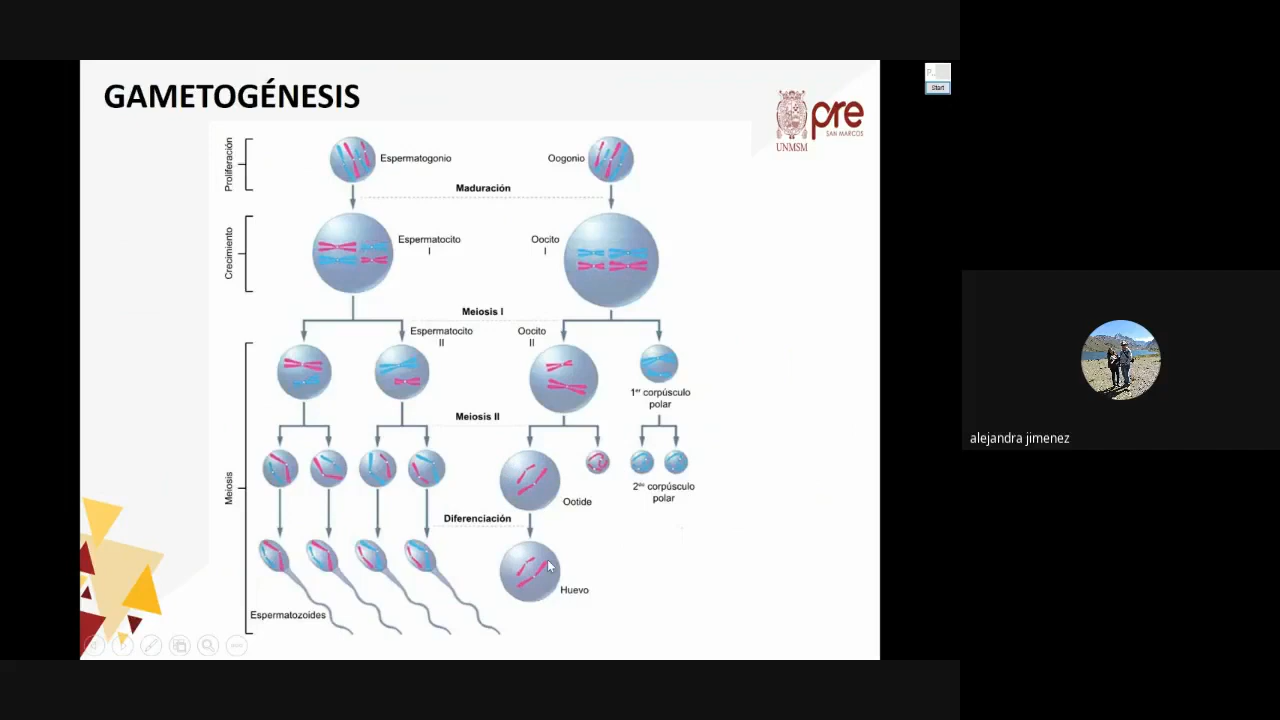 GAMETOGÉNESIS
pre
SAN MARCOS
UNMSM
P...
Start
Proliferación
Espermatogonio
Oogonio
Maduración
Crecimiento
Espermatocito
I
Oocito
I
Meiosis I
Espermatocito
II
Oocito
II
1er corpúsculo
polar
Meiosis II
Meiosis
2do corpúsculo
polar
Ootide
Diferenciación
Huevo
Espermatozoides
alejandra jimenez